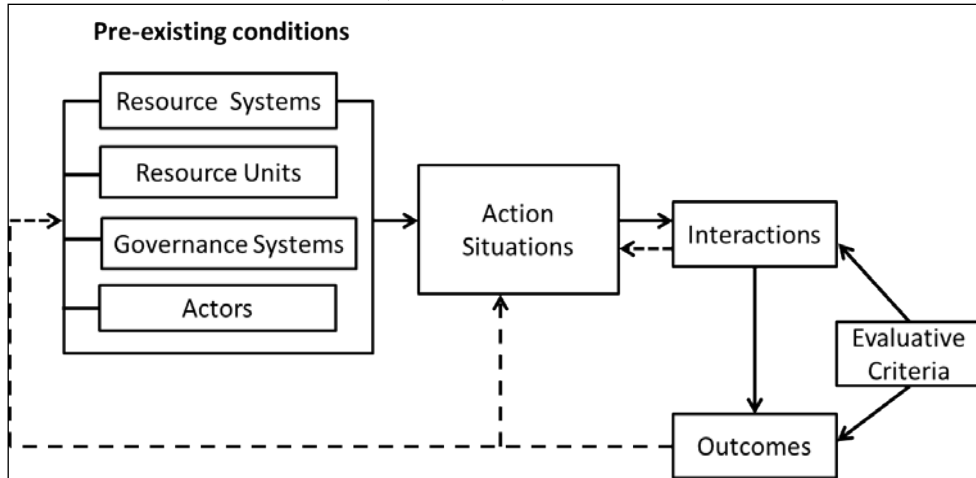 Pre-existing conditions
Resource Systems
Resource Units
Governance Systems
Actors
Action
Situations
Interactions
Evaluative
Criteria
Outcomes